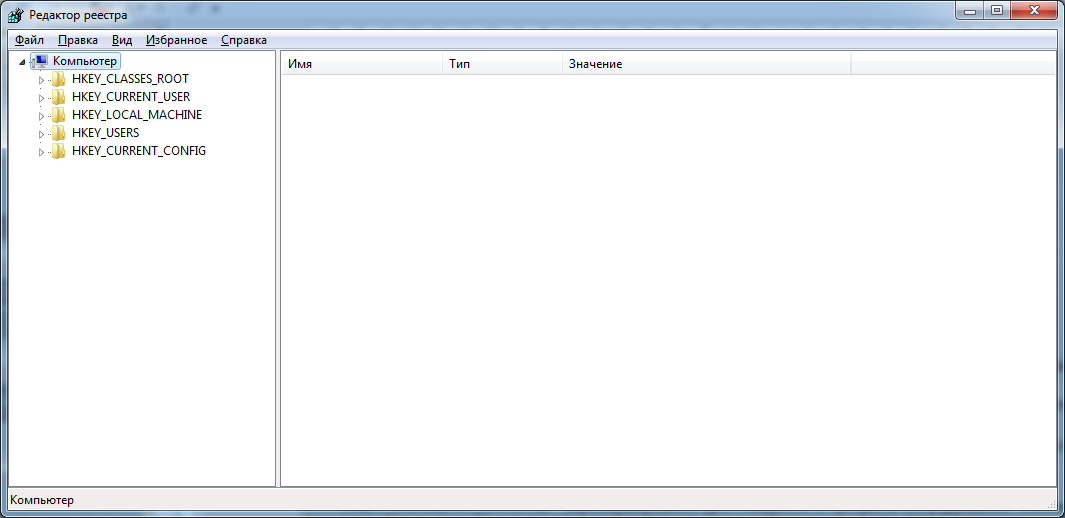 Редактор реестра
Файл Правка Вид Избранное Справка
Компьютер
HKEY_CLASSES_ROOT
HKEY_CURRENT_USER
HKEY_LOCAL_MACHINE
HKEY_USERS
HKEY_CURRENT_CONFIG
Имя Тип Значение
Компьютер